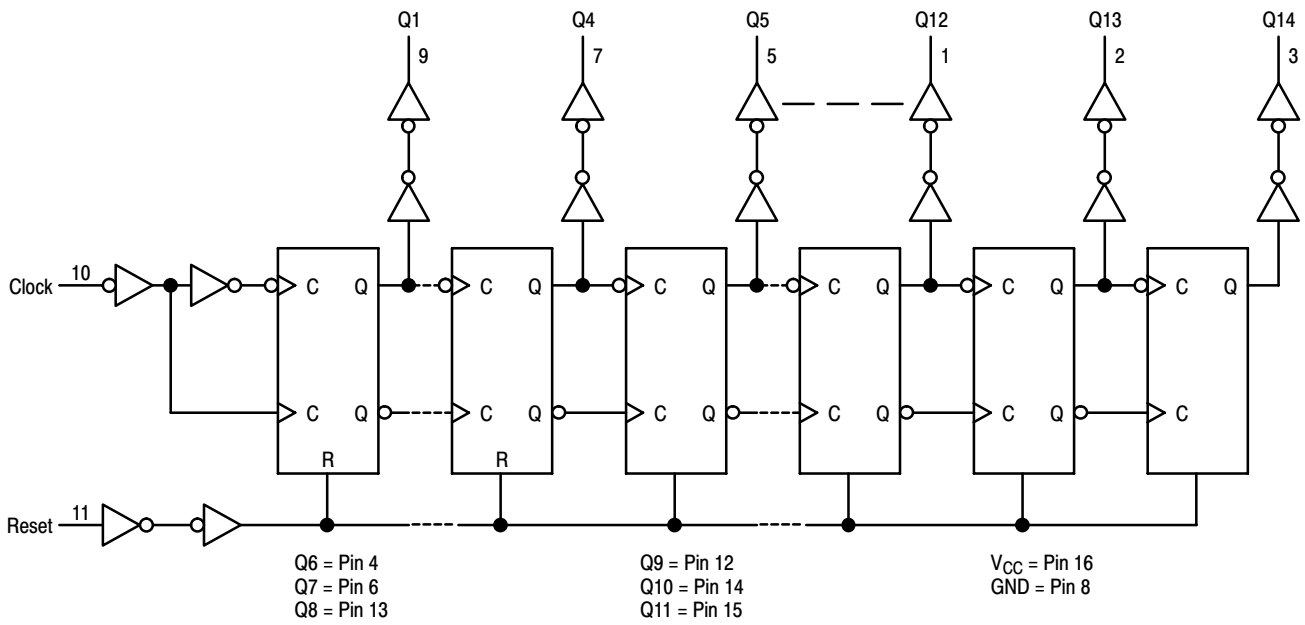 Q1 Q4 Q5 Q12 Q13 Q14
9 7 5 1 2 3
Clock 10 C Q C Q C Q C Q C Q C Q
C Q C Q C Q C Q C Q C
R R
Reset 11
Q6 = Pin 4
Q7 = Pin 6
Q8 = Pin 13
Q9 = Pin 12
Q10 = Pin 14
Q11 = Pin 15
VCC = Pin 16
GND = Pin 8